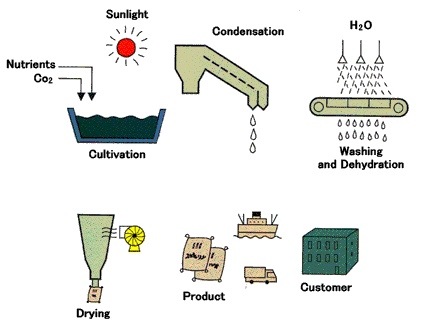 Sunlight
Condensation
H2O
Nutrients
Co2
Cultivation
Washing
and Dehydration
Drying
Product
Customer